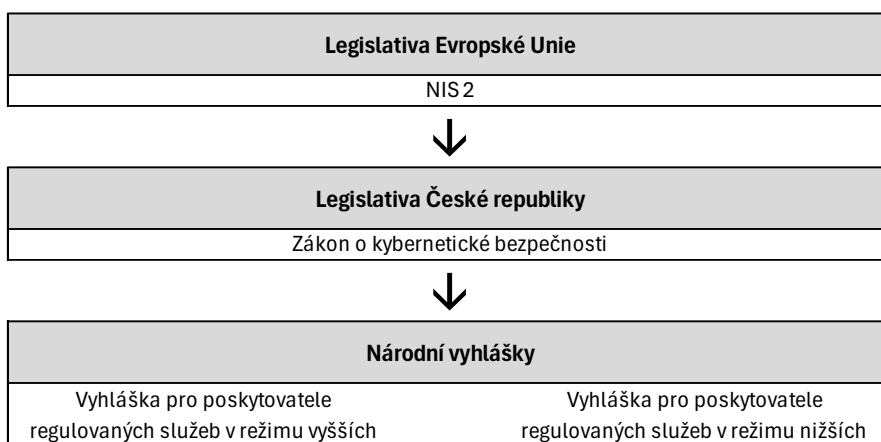 Legislativa Evropské Unie
NIS 2
Legislativa České republiky
Zákon o kybernetické bezpečnosti
Národní vyhlášky
Vyhláška pro poskytovatele
regulovaných služeb v režimu vyšších
Vyhláška pro poskytovatele
regulovaných služeb v režimu nižších